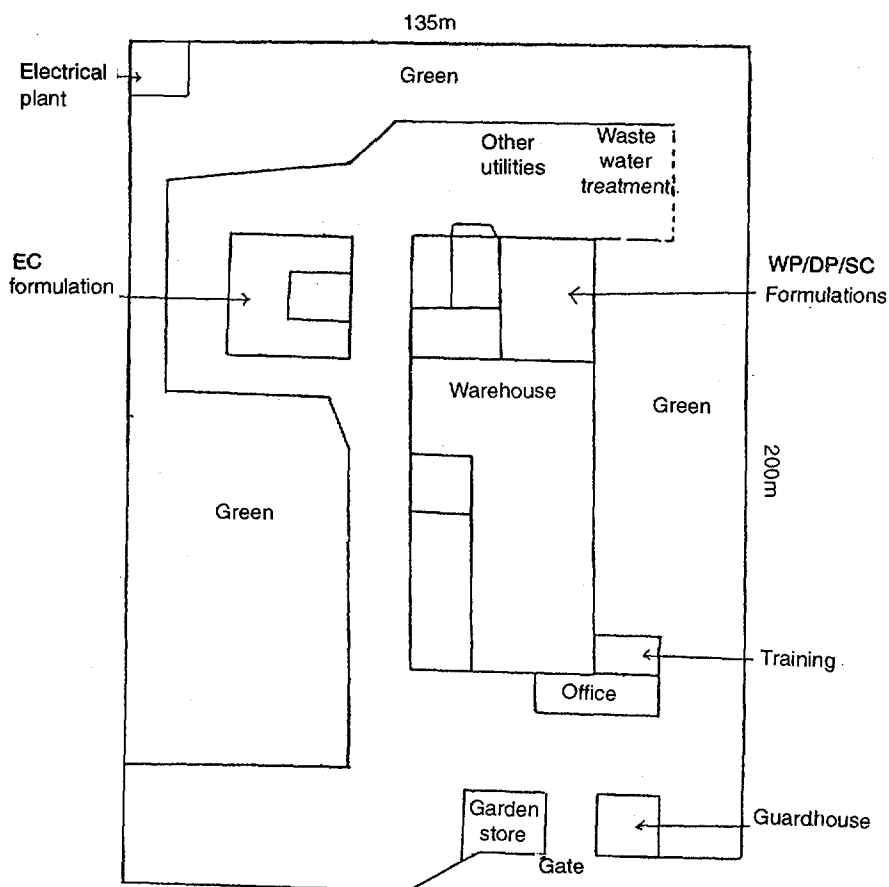 135m
Electrical
plant
Green
Other
utilities
Waste
water
treatment
EC
formulation
WP/DP/SC
Formulations
Warehouse
Green
200m
Green
Training
Office
Garden
store
Guardhouse
Gate